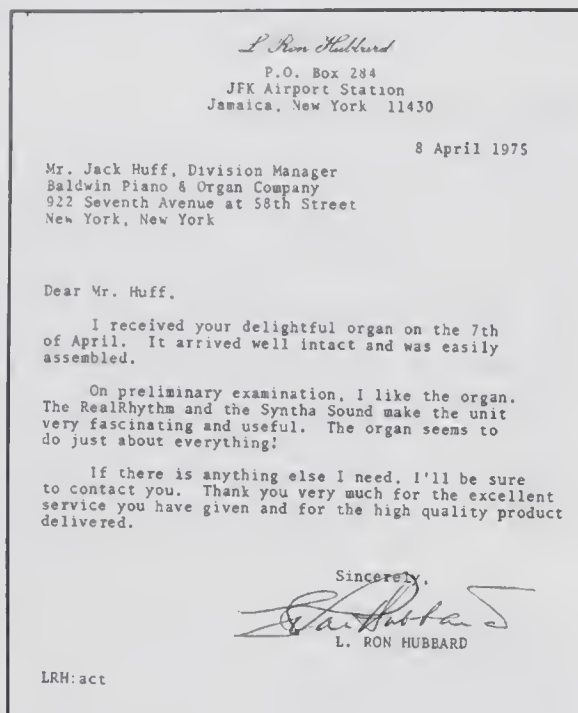 L Ron Hubbard
P.O. Box 284
JFK Airport Station
Jamaica, New York 11430
8 April 1975
Mr. Jack Huff, Division Manager
Baldwin Piano & Organ Company
922 Seventh Avenue at 58th Street
New York, New York
Dear Mr. Huff,
I received your delightful organ on the 7th
of April. It arrived well intact and was easily
assembled.
On preliminary examination, I like the organ.
The RealRhythm and the Syntha Sound make the unit
very fascinating and useful. The organ seems to
do just about everything!
If there is anything else I need, I'll be sure
to contact you. Thank you very much for the excellent
service you have given and for the high quality product
delivered.
Sincerely,
L Ron Hubbard
L. RON HUBBARD
LRH:act